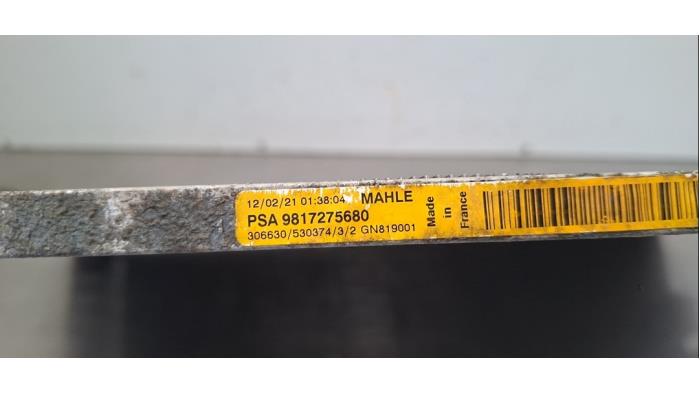 12/02/21 01:38:04 MAHLE
PSA 9817275680
306630/530374/3/2 GN819001
Made
in
France